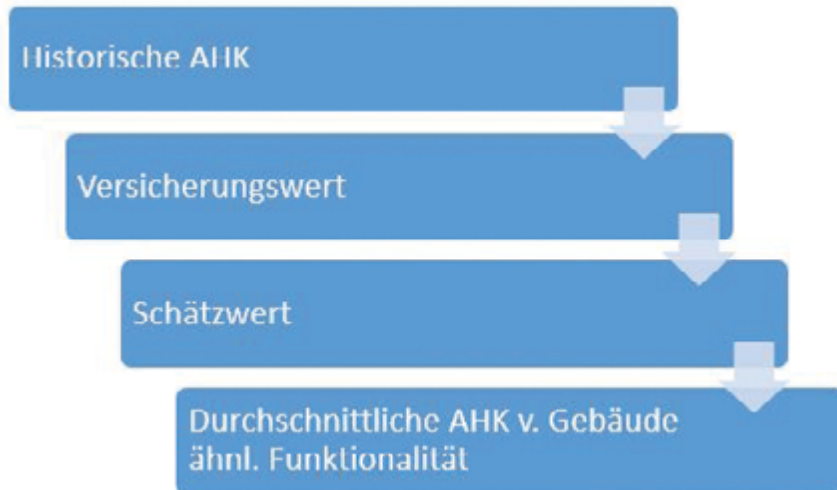 Historische AHK
Versicherungswert
Schätzwert
Durchschnittliche AHK v. Gebäude
ähnl. Funktionalität